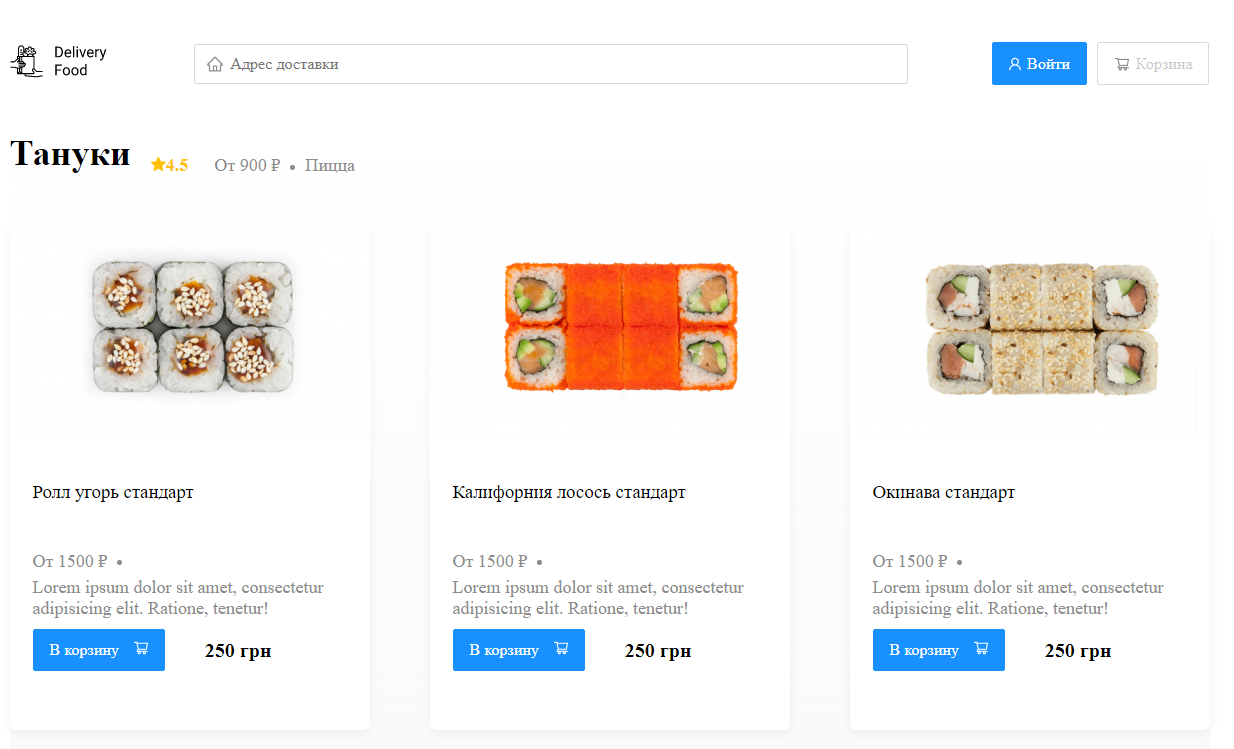 Delivery
Food
Адрес доставки
Войти
Корзина
Тануки
4.5
От 900 ₽ • Пицца
Ролл угорь стандарт
От 1500 ₽ •
Lorem ipsum dolor sit amet, consectetur
adipisicing elit. Ratione, tenetur!
В корзину
250 грн
Калифорния лосось стандарт
От 1500 ₽ •
Lorem ipsum dolor sit amet, consectetur
adipisicing elit. Ratione, tenetur!
В корзину
250 грн
Окинава стандарт
От 1500 ₽ •
Lorem ipsum dolor sit amet, consectetur
adipisicing elit. Ratione, tenetur!
В корзину
250 грн